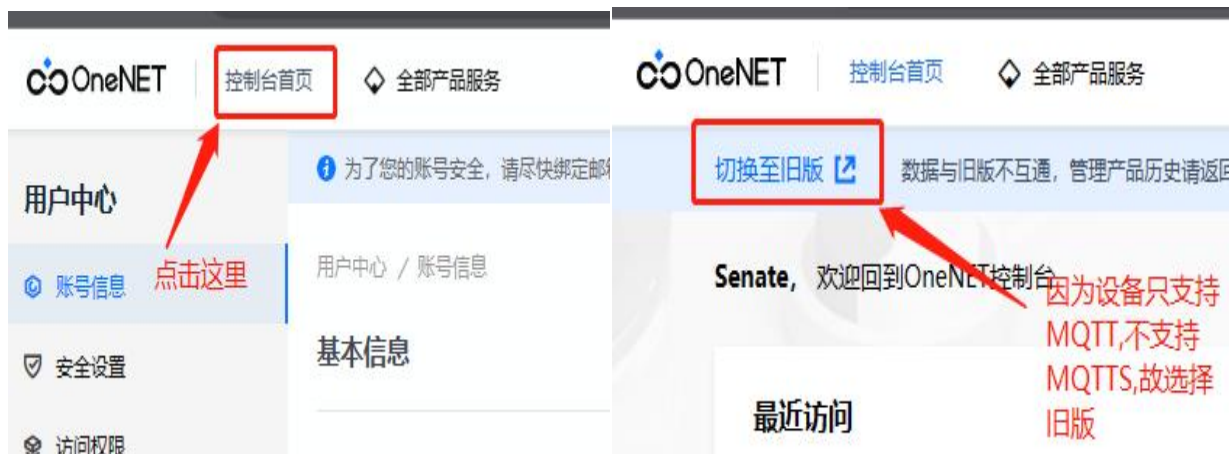 OneNET 控制台首页 全部产品服务
用户中心
为了您的账号安全，请尽快绑定邮
账号信息
点击这里
用户中心 / 账号信息
安全设置
基本信息
访问权限
OneNET 控制台首页 全部产品服务
切换至旧版 数据与旧版不互通，管理产品历史请返回
Senate， 欢迎回到OneNET控制台
因为设备只支持
MQTT,不支持
MQTTS,故选择
旧版
最近访问